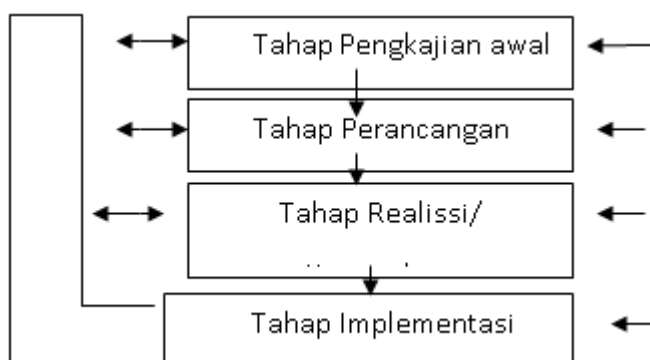 Tahap Pengkajian awal
Tahap Perancangan
Tahap Realissi/
Tahap Implementasi